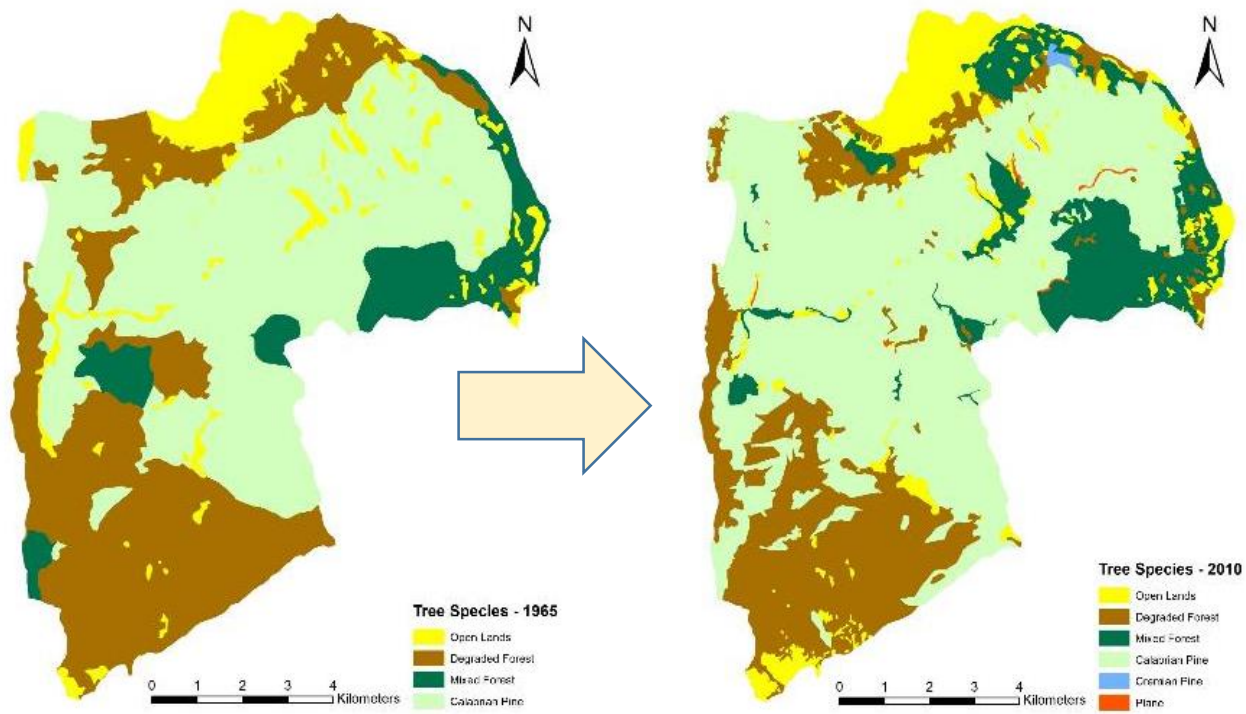 N
Tree Species - 1965
Open Lands
Degraded Forest
Mixed Forest
Calabrian Pine
0 1 2 3 4
Kilometers
N
Tree Species - 2010
Open Lands
Degraded Forest
Mixed Forest
Calabrian Pine
Cremian Pine
Plane
0 1 2 3 4
Kilometers